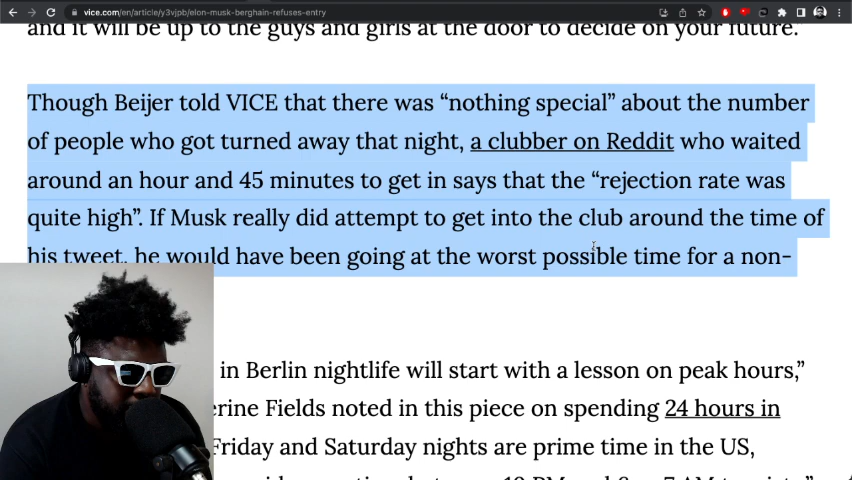 vice.com/en/article/y3vjpb/elon-musk-berghain-refuses-entry
and it will be up to the guys and girls at the door to decide on your future.
Though Beijer told VICE that there was “nothing special” about the number
of people who got turned away that night, a clubber on Reddit who waited
around an hour and 45 minutes to get in says that the “rejection rate was
quite high”. If Musk really did attempt to get into the club around the time of
his tweet, he would have been going at the worst possible time for a non-
in Berlin nightlife will start with a lesson on peak hours,”
erine Fields noted in this piece on spending 24 hours in
Friday and Saturday nights are prime time in the US,